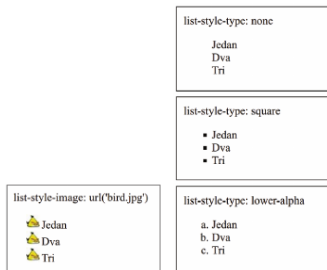 list-style-type: none
Jedan
Dva
Tri
list-style-type: square
▪ Jedan
▪ Dva
▪ Tri
list-style-image: url('bird.jpg')
Jedan
Dva
Tri
list-style-type: lower-alpha
a. Jedan
b. Dva
c. Tri